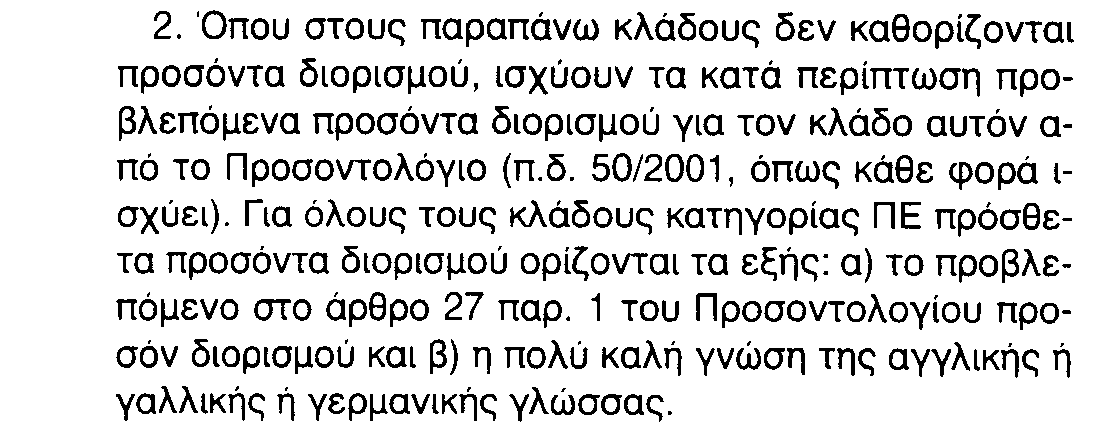 2. Όπου στους παραπάνω κλάδους δεν καθορίζονται
προσόντα διορισμού, ισχύουν τα κατά περίπτωση προ-
βλεπόμενα προσόντα διορισμού για τον κλάδο αυτόν α-
πό το Προσοντολόγιο (π.δ. 50/2001, όπως κάθε φορά ι-
σχύει). Για όλους τους κλάδους κατηγορίας ΠΕ πρόσθε-
τα προσόντα διορισμού ορίζονται τα εξής: α) το προβλε-
πόμενο στο άρθρο 27 παρ. 1 του Προσοντολογίου προ-
σόν διορισμού και β) η πολύ καλή γνώση της αγγλικής ή
γαλλικής ή γερμανικής γλώσσας.